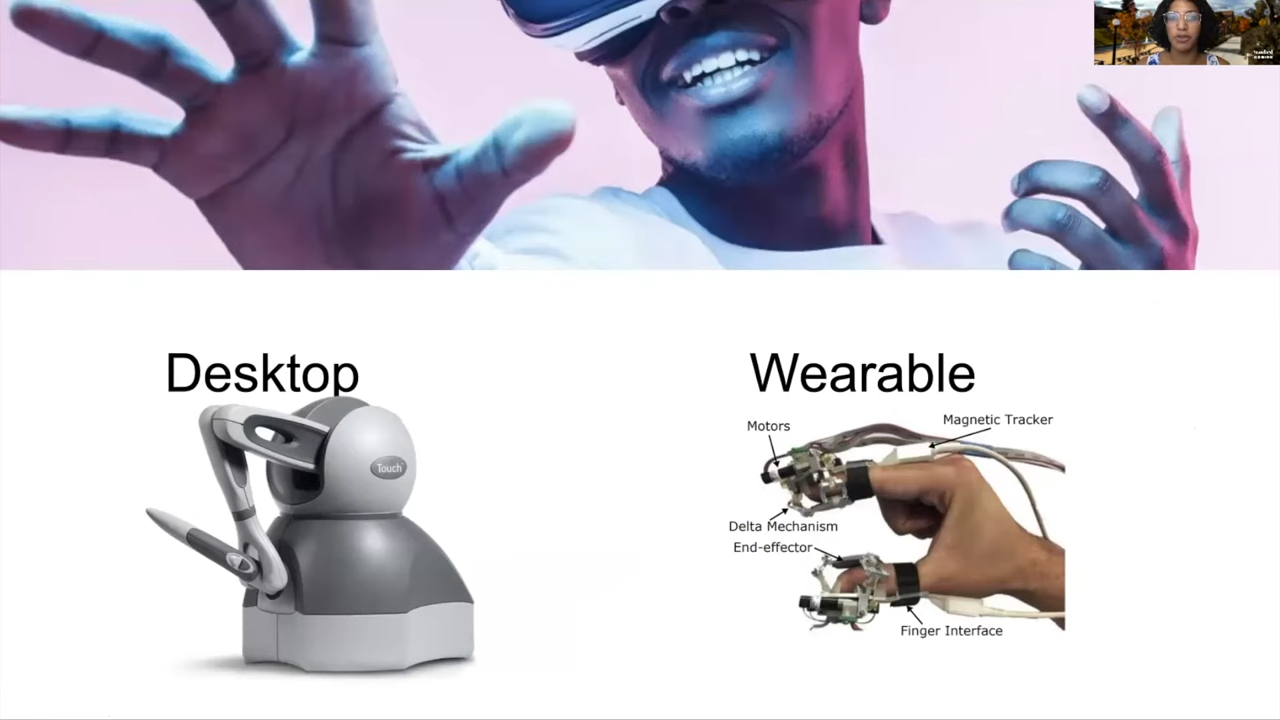 Desktop
Wearable
Touch
Motors
Magnetic Tracker
Delta Mechanism
End-effector
Finger Interface